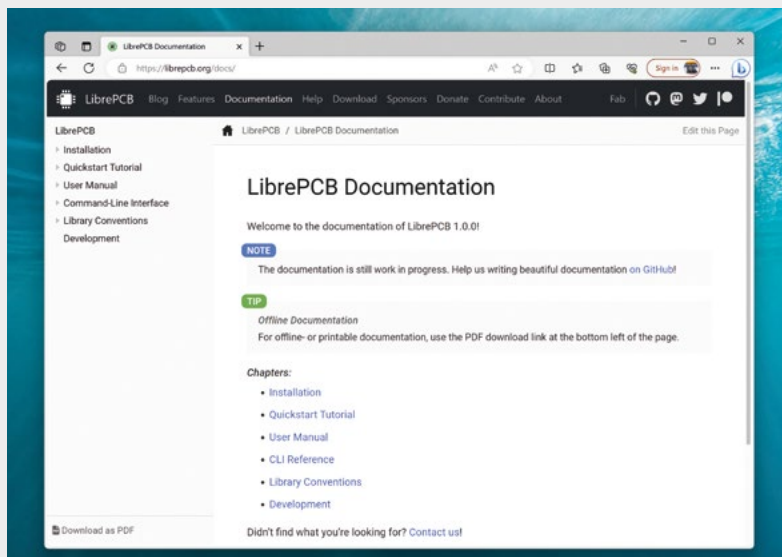 LibrePCB Documentation
https://librepcb.org/docs/
Sign in
LibrePCB Blog Features Documentation Help Download Sponsors Donate Contribute About Fab
LibrePCB
Installation
Quickstart Tutorial
User Manual
Command-Line Interface
Library Conventions
Development
Download as PDF
LibrePCB / LibrePCB Documentation
Edit this Page
LibrePCB Documentation
Welcome to the documentation of LibrePCB 1.0.0!
NOTE
The documentation is still work in progress. Help us writing beautiful documentation on GitHub!
TIP
Offline Documentation
For offline- or printable documentation, use the PDF download link at the bottom left of the page.
Chapters:
• Installation
• Quickstart Tutorial
• User Manual
• CLI Reference
• Library Conventions
• Development
Didn't find what you're looking for? Contact us!